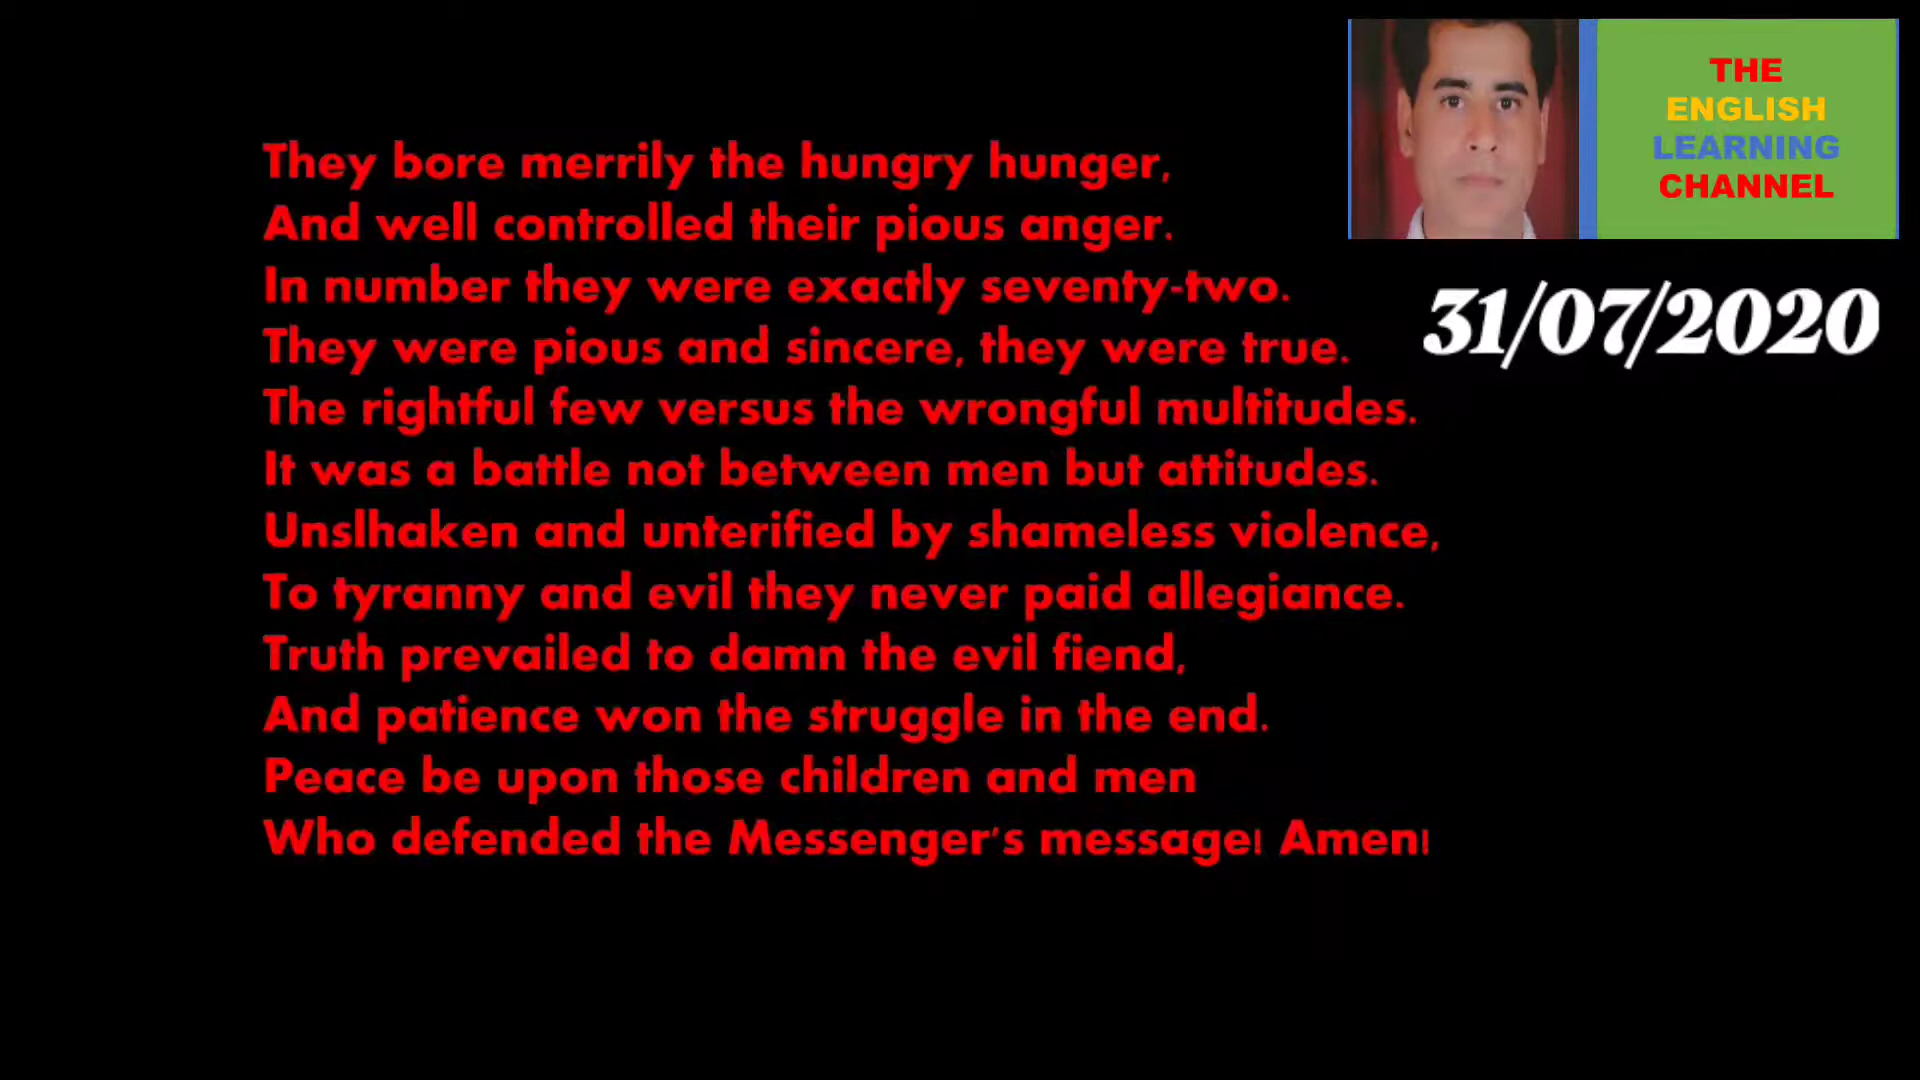 They bore merrily the hungry hunger,
And well controlled their pious anger.
In number they were exactly seventy-two.
They were pious and sincere, they were true.
The rightful few versus the wrongful multitudes.
It was a battle not between men but attitudes.
Unslhaken and unterified by shameless violence,
To tyranny and evil they never paid allegiance.
Truth prevailed to damn the evil fiend,
And patience won the struggle in the end.
Peace be upon those children and men
Who defended the Messenger's message! Amen!
THE
ENGLISH
LEARNING
CHANNEL
31/07/2020